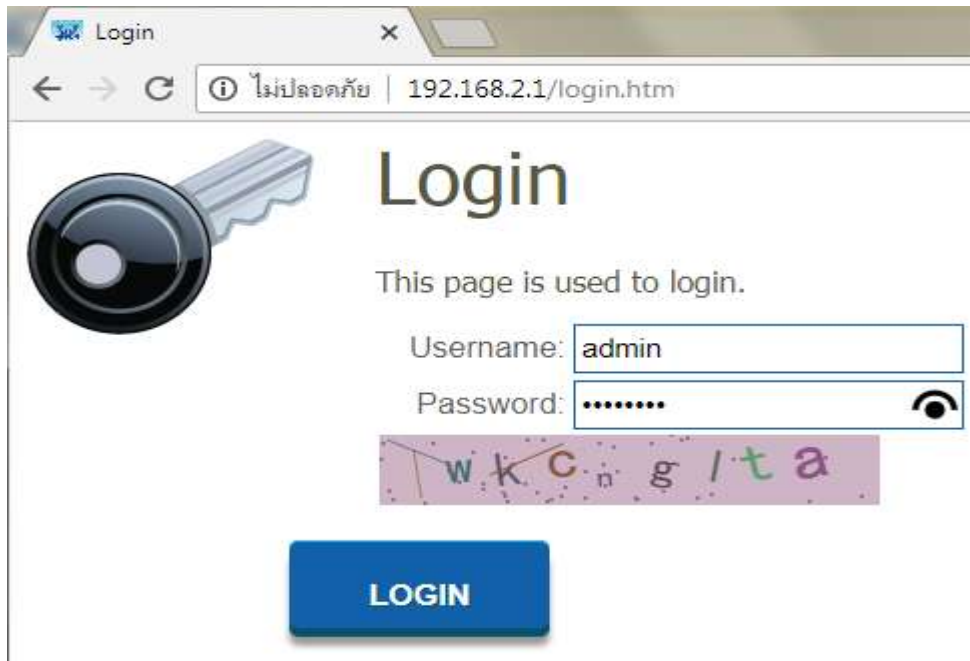 Login
ไม่ปลอดภัย | 192.168.2.1/login.htm
Login
This page is used to login.
Username: admin
Password: ••••••••
w k c n g l t a
LOGIN